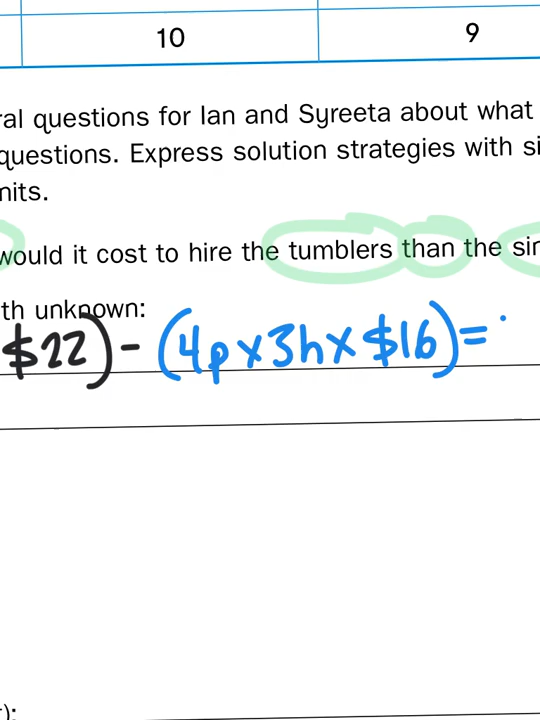 10 9
ral questions for Ian and Syreeta about what
questions. Express solution strategies with si
nits.
would it cost to hire the tumblers than the sin
th unknown:
$22) - (4p x 3h x $16) =